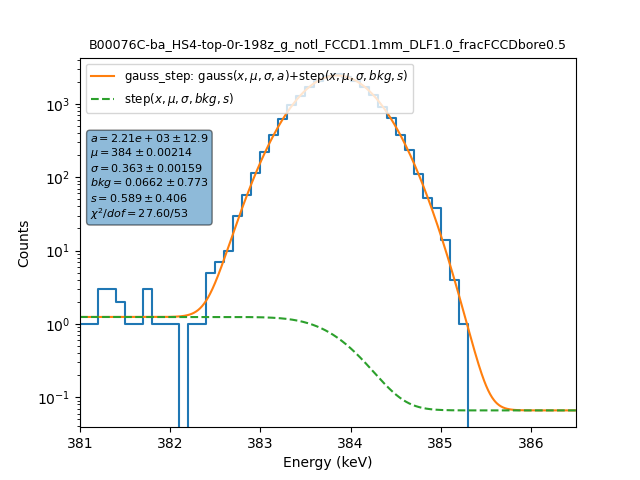 B00076C-ba_HS4-top-0r-198z_g_notl_FCCD1.1mm_DLF1.0_fracFCCDbore0.5
gauss_step: gauss(x, μ, σ, a)+step(x, μ, σ, bkg, s)
step(x, μ, σ, bkg, s)
a = 2.21e + 03 ± 12.9
μ = 384 ± 0.00214
σ = 0.363 ± 0.00159
bkg = 0.0662 ± 0.773
s = 0.589 ± 0.406
χ²/dof = 27.60/53
Counts
10³
10²
10¹
10⁰
10⁻¹
381 382 383 384 385 386
Energy (keV)